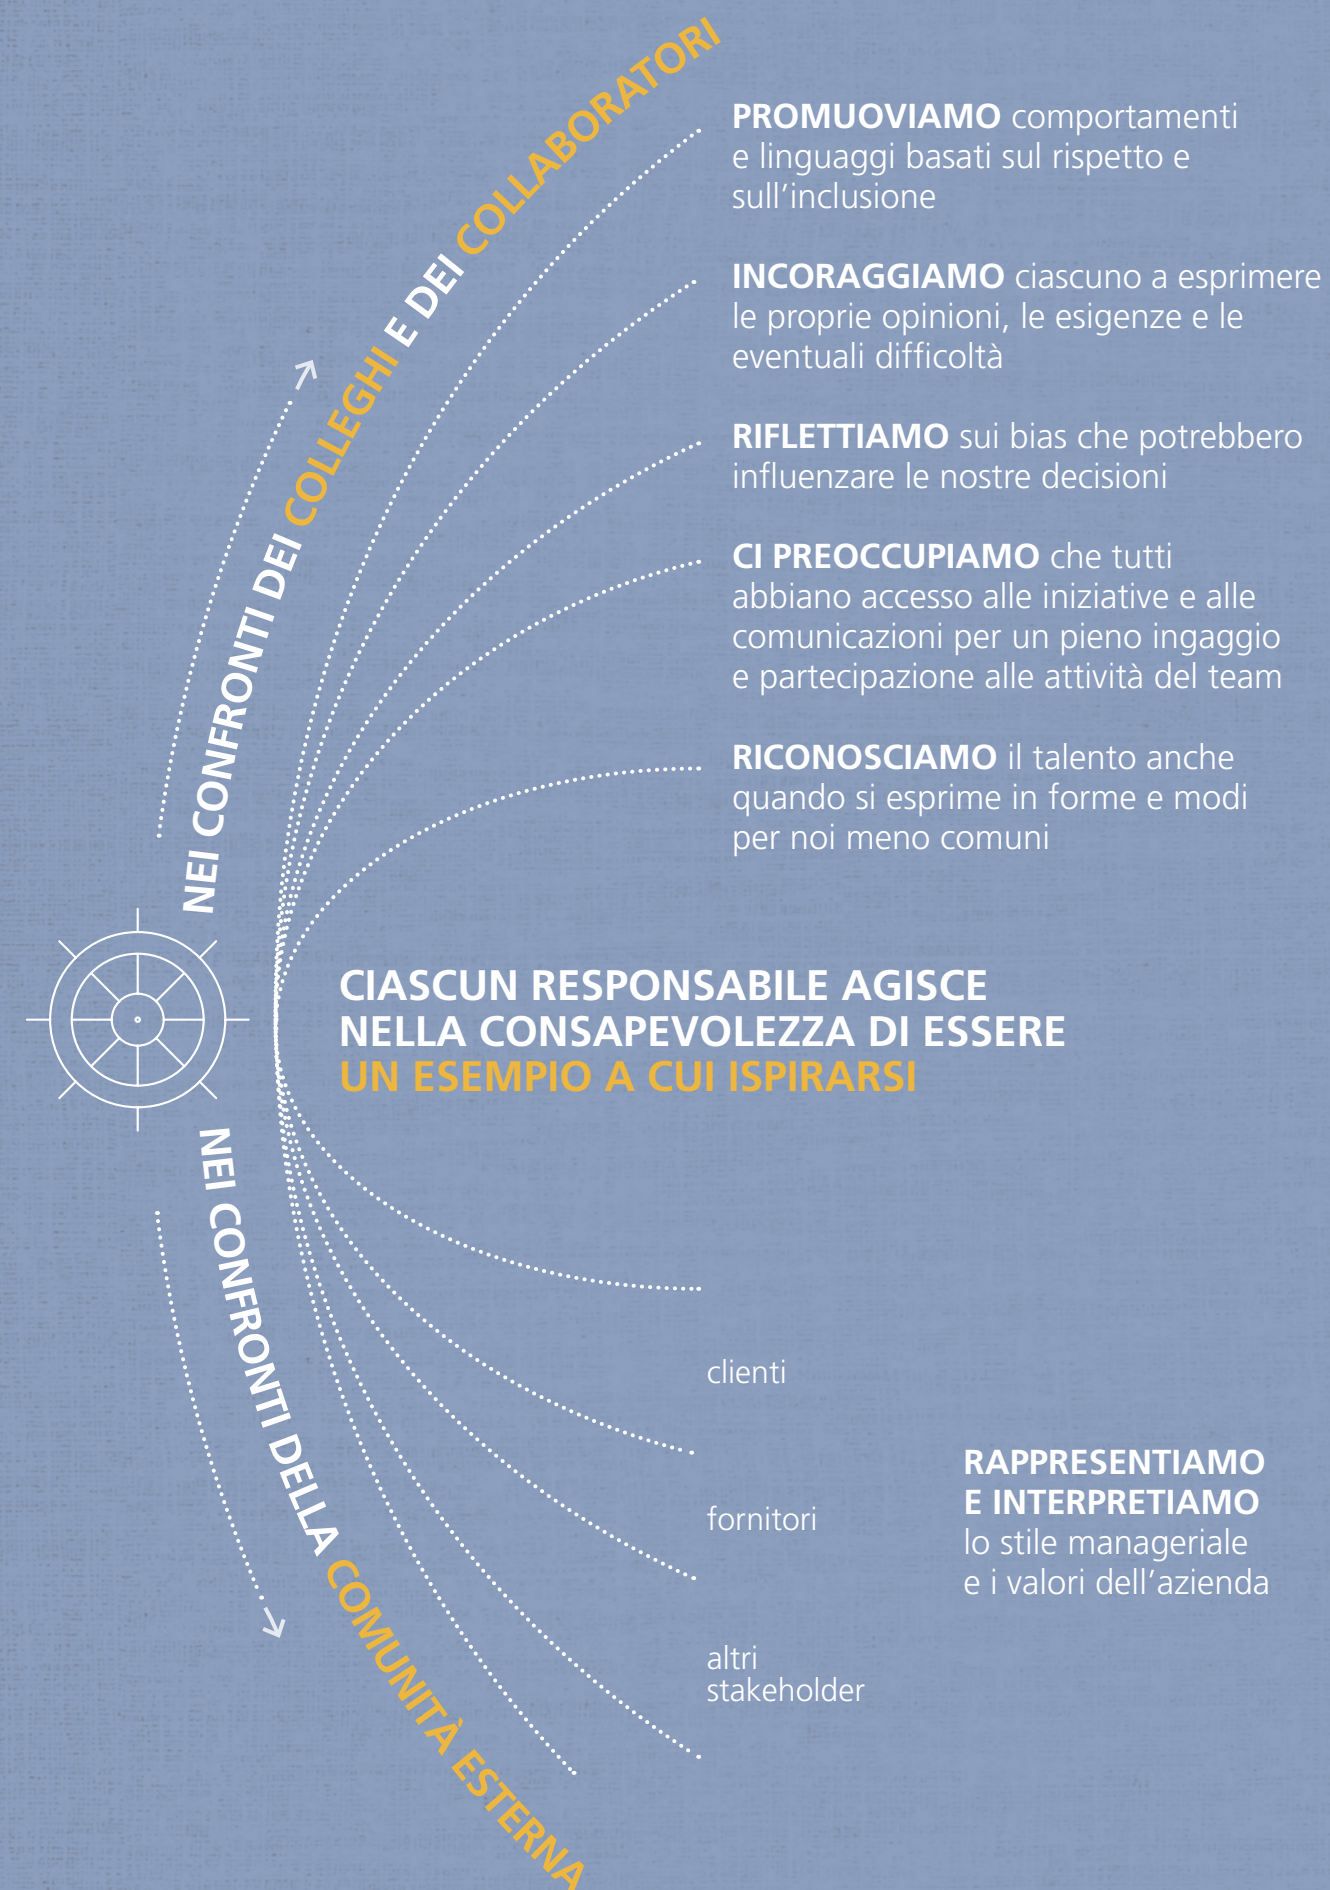 NEI CONFRONTI DEI COLLEGHI E DEI COLLABORATORI
PROMUOVIAMO comportamenti
e linguaggi basati sul rispetto e
sull'inclusione
INCORAGGIAMO ciascuno a esprimere
le proprie opinioni, le esigenze e le
eventuali difficoltà
RIFLETTIAMO sui bias che potrebbero
influenzare le nostre decisioni
CI PREOCCUPIAMO che tutti
abbiano accesso alle iniziative e alle
comunicazioni per un pieno ingaggio
e partecipazione alle attività del team
RICONOSCIAMO il talento anche
quando si esprime in forme e modi
per noi meno comuni
CIASCUN RESPONSABILE AGISCE
NELLA CONSAPEVOLEZZA DI ESSERE
UN ESEMPIO A CUI ISPIRARSI
NEI CONFRONTI DELLA COMUNITÀ ESTERNA
clienti
fornitori
altri
stakeholder
RAPPRESENTIAMO
E INTERPRETIAMO
lo stile manageriale
e i valori dell'azienda